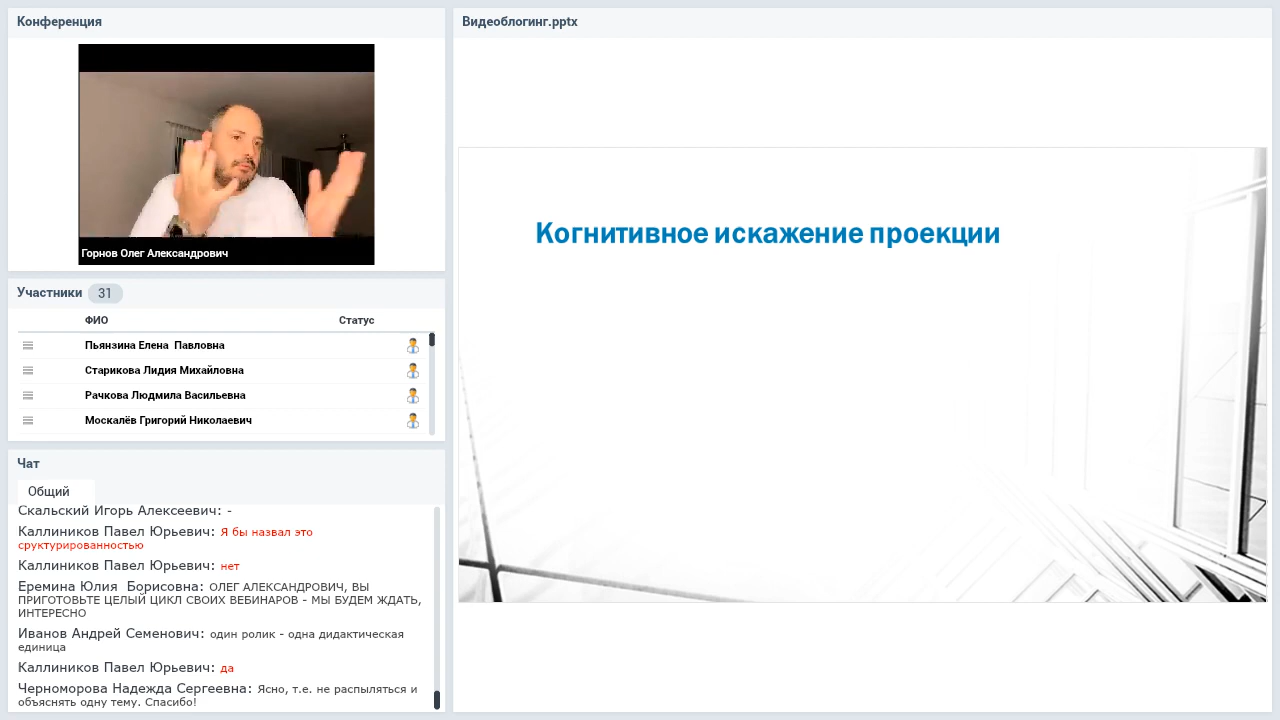 Конференция
Горнов Олег Александрович
Участники 31
ФИО Статус
Пьянзина Елена  Павловна
Старикова Лидия Михайловна
Рачкова Людмила Васильевна
Москалёв Григорий Николаевич
Чат
Общий
Скальский Игорь Алексеевич: -
Каллиников Павел Юрьевич: Я бы назвал это
сруктурированностью
Каллиников Павел Юрьевич: нет
Еремина Юлия  Борисовна: ОЛЕГ АЛЕКСАНДРОВИЧ, ВЫ
ПРИГОТОВЬТЕ ЦЕЛЫЙ ЦИКЛ СВОИХ ВЕБИНАРОВ - МЫ БУДЕМ ЖДАТЬ,
ИНТЕРЕСНО
Иванов Андрей Семенович: один ролик - одна дидактическая
единица
Каллиников Павел Юрьевич: да
Черноморова Надежда Сергеевна: Ясно, т.е. не распыляться и
объяснять одну тему. Спасибо!
Видеоблогинг.pptx
Когнитивное искажение проекции